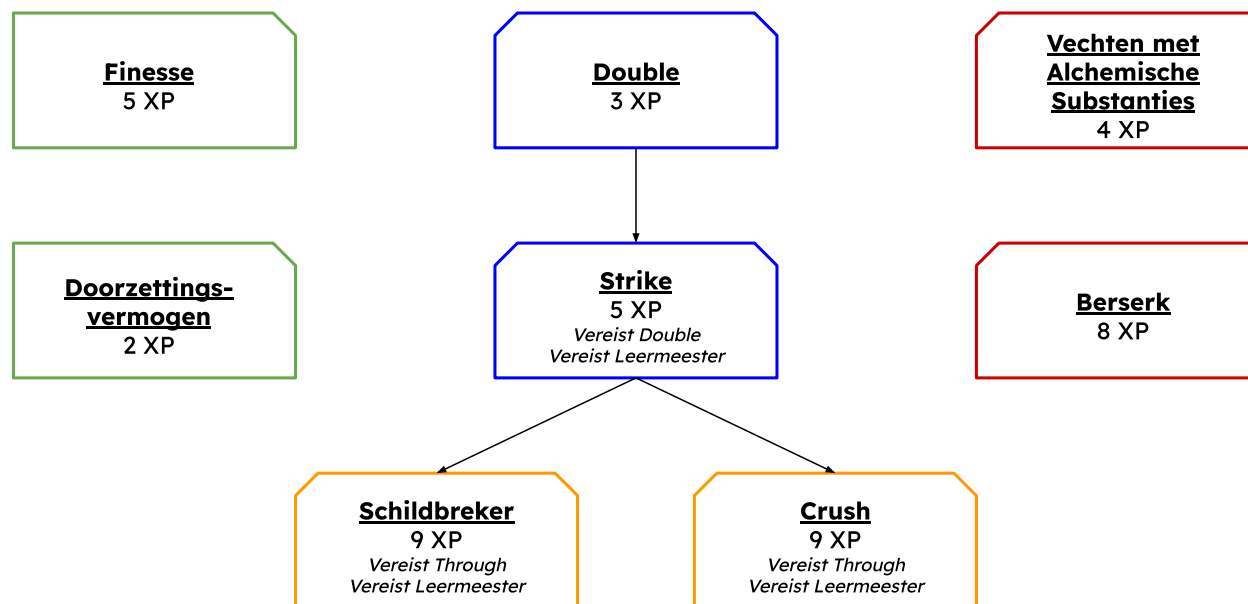 Finesse
5 XP
Double
3 XP
Vechten met
Alchemische
Substanties
4 XP
Doorzettings-
vermogen
2 XP
Strike
5 XP
Vereist Double
Vereist Leermeester
Berserk
8 XP
Schildbreker
9 XP
Vereist Through
Vereist Leermeester
Crush
9 XP
Vereist Through
Vereist Leermeester